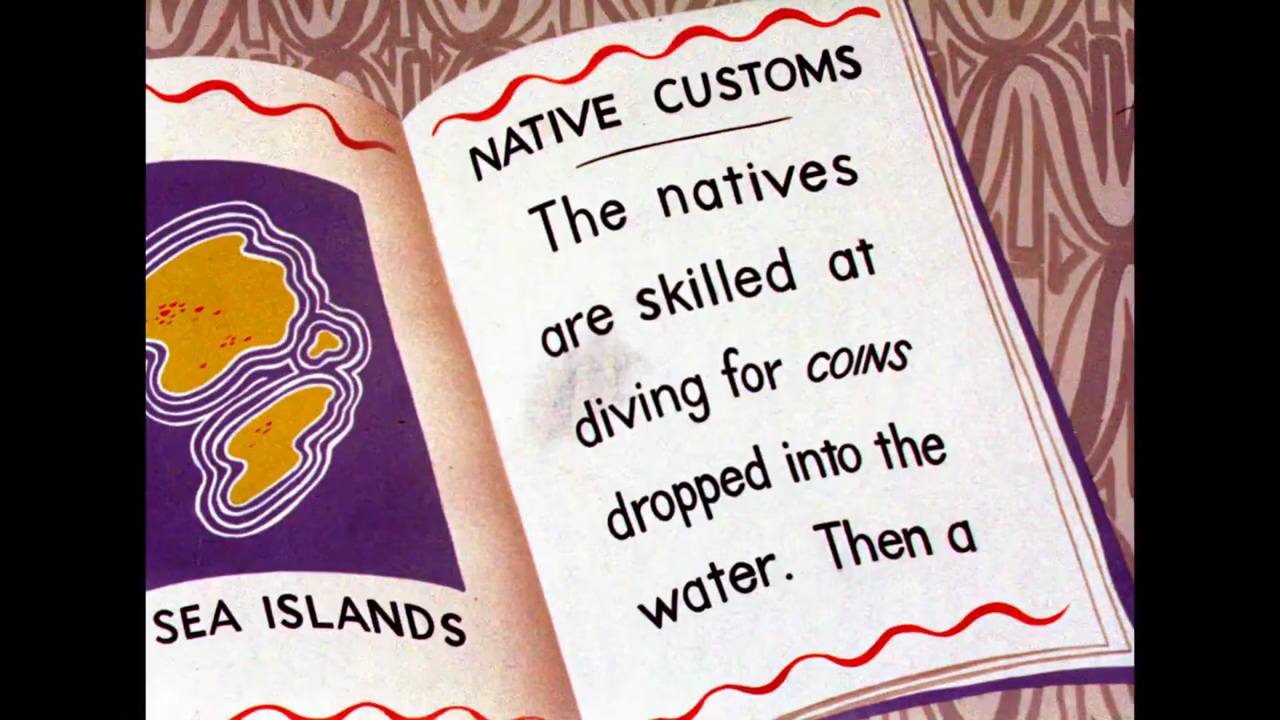 SEA ISLANDS
NATIVE CUSTOMS
The natives
are skilled at
diving for COINS
dropped into the
water. Then a